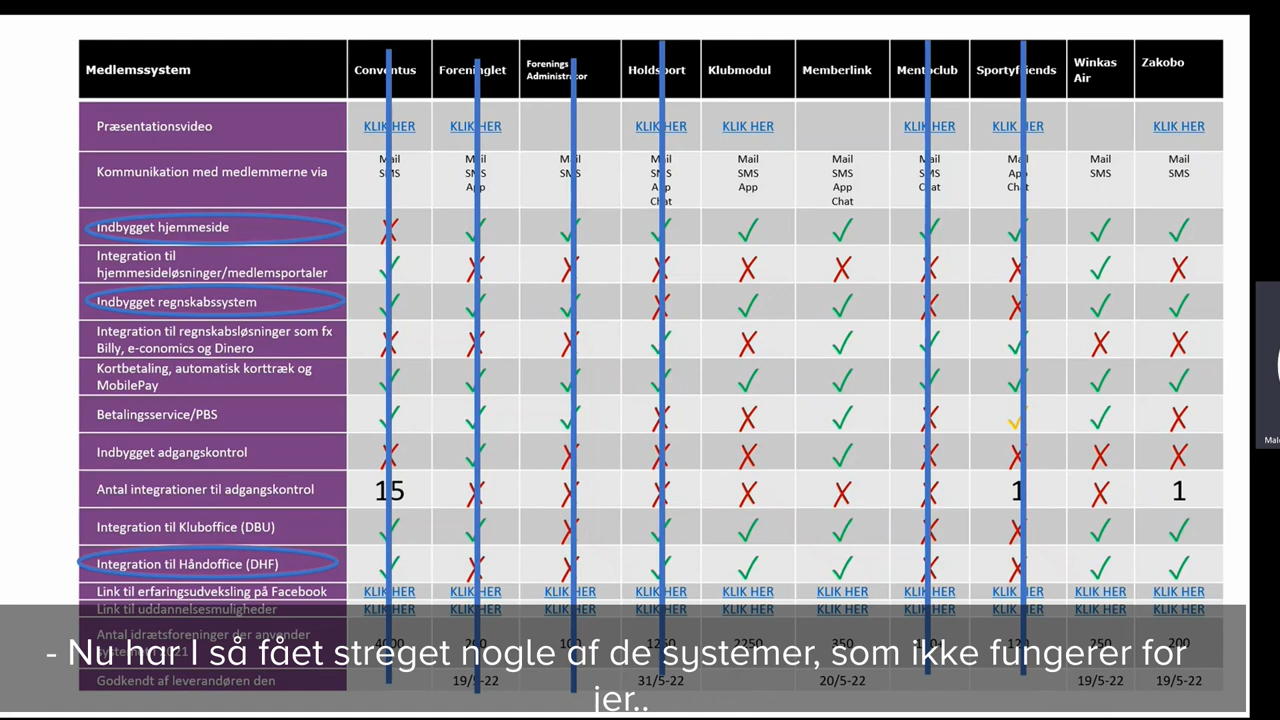 Medlemssystem Conventus Foreninglet Forenings Administrator Holdsport Klubmodul Memberlink Mentoclub Sportyfriends Winkas Air Zakobo
Præsentationsvideo KLIK HER KLIK HER KLIK HER KLIK HER KLIK HER KLIK HER KLIK HER
Kommunikation med medlemmerne via
Mail Mail Mail Mail Mail Mail Mail Mail Mail Mail
SMS SMS SMS SMS SMS SMS SMS App SMS SMS
App App App App Chat Chat
Chat Chat
Indbygget hjemmeside
Integration til
hjemmesideløsninger/medlemsportaler
Indbygget regnskabssystem
Integration til regnskabsløsninger som fx
Billy, e-conomics og Dinero
Kortbetaling, automatisk korttræk og
MobilePay
Betalingsservice/PBS
Indbygget adgangskontrol
Antal integrationer til adgangskontrol 15 1 1
Integration til Kluboffice (DBU)
Integration til Håndoffice (DHF)
Link til erfaringsudveksling på Facebook KLIK HER KLIK HER KLIK HER KLIK HER KLIK HER KLIK HER KLIK HER KLIK HER KLIK HER KLIK HER
Link til uddannelsesmuligheder KLIK HER KLIK HER KLIK HER KLIK HER KLIK HER KLIK HER KLIK HER KLIK HER KLIK HER KLIK HER
Antal idrætsforeninger der anvender
2250 350 250 200
Godkendt af leverandøren den 19/5-22 31/5-22 20/5-22 19/5-22 19/5-22
- Nu har I så fået streget nogle af de systemer, som ikke fungerer for
jer..